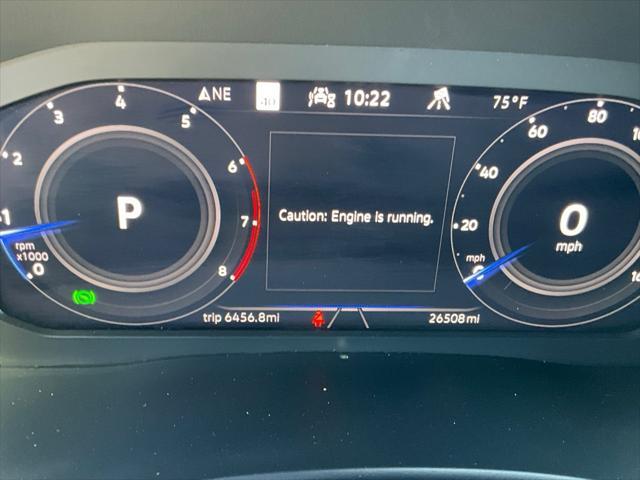 NE 40 10:22 75°F
1 2 3 4 5 6 7 8
rpm
x1000
0
P
Caution: Engine is running.
20 40 60 80
0
mph
mph
trip 6456.8mi
26508mi